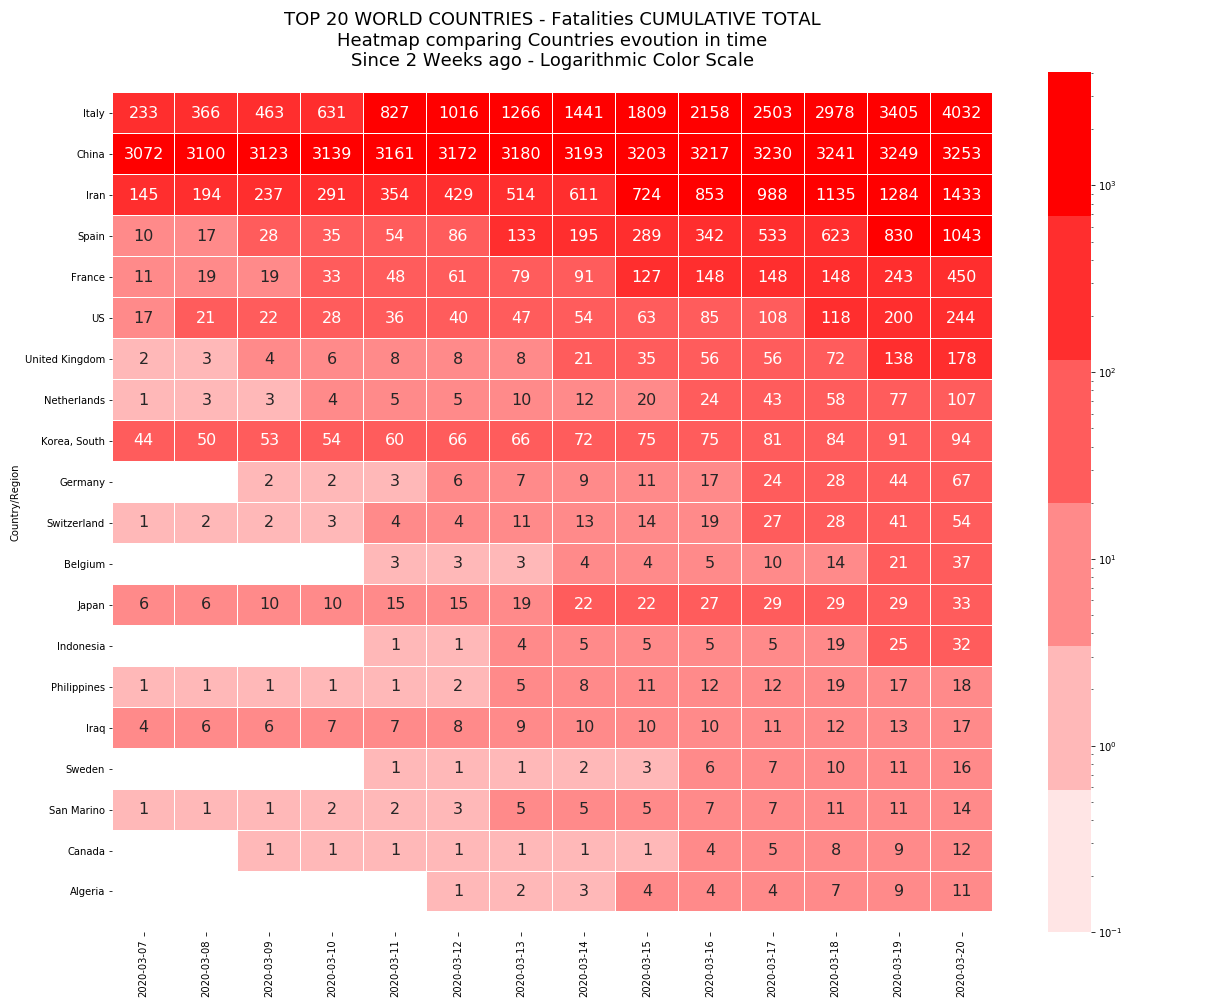 TOP 20 WORLD COUNTRIES - Fatalities CUMULATIVE TOTAL
Heatmap comparing Countries evoution in time
Since 2 Weeks ago - Logarithmic Color Scale
Country/Region
Italy 233 366 463 631 827 1016 1266 1441 1809 2158 2503 2978 3405 4032
China 3072 3100 3123 3139 3161 3172 3180 3193 3203 3217 3230 3241 3249 3253
Iran 145 194 237 291 354 429 514 611 724 853 988 1135 1284 1433
Spain 10 17 28 35 54 86 133 195 289 342 533 623 830 1043
France 11 19 19 33 48 61 79 91 127 148 148 148 243 450
US 17 21 22 28 36 40 47 54 63 85 108 118 200 244
United Kingdom 2 3 4 6 8 8 8 21 35 56 56 72 138 178
Netherlands 1 3 3 4 5 5 10 12 20 24 43 58 77 107
Korea, South 44 50 53 54 60 66 66 72 75 75 81 84 91 94
Germany 2 2 3 6 7 9 11 17 24 28 44 67
Switzerland 1 2 2 3 4 4 11 13 14 19 27 28 41 54
Belgium 3 3 3 4 4 5 10 14 21 37
Japan 6 6 10 10 15 15 19 22 22 27 29 29 29 33
Indonesia 1 1 4 5 5 5 5 19 25 32
Philippines 1 1 1 1 1 2 5 8 11 12 12 19 17 18
Iraq 4 6 6 7 7 8 9 10 10 10 11 12 13 17
Sweden 1 1 1 2 3 6 7 10 11 16
San Marino 1 1 1 2 2 3 5 5 5 7 7 11 11 14
Canada 1 1 1 1 1 1 1 4 5 8 9 12
Algeria 1 2 3 4 4 4 7 9 11
2020-03-07 2020-03-08 2020-03-09 2020-03-10 2020-03-11 2020-03-12 2020-03-13 2020-03-14 2020-03-15 2020-03-16 2020-03-17 2020-03-18 2020-03-19 2020-03-20
10³
10²
10¹
10⁰
10⁻¹